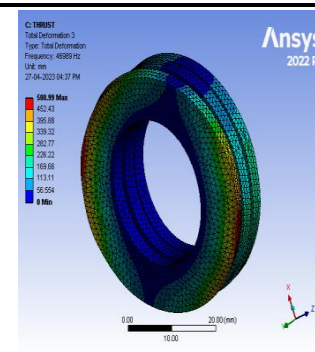 C: THRUST
Total Deformation 3
Type: Total Deformation
Frequency: 48989 Hz
Unit: mm
27-04-2023 04:37 PM
508.99 Max
452.43
395.88
339.32
282.77
226.22
169.66
113.11
56.554
0 Min
Ansys
2022
0.00
20.00 (mm)
10.00
X
Y
Z